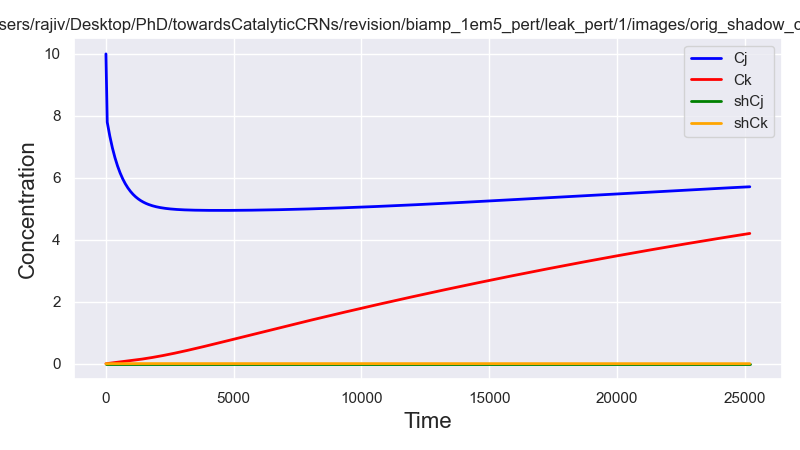 sers/rajiv/Desktop/PhD/towardsCatalyticCRNs/revision/biamp_1em5_pert/leak_pert/1/images/orig_shadow_c
Concentration
10
8
6
4
2
0
Cj
Ck
shCj
shCk
0
5000
10000
15000
20000
25000
Time